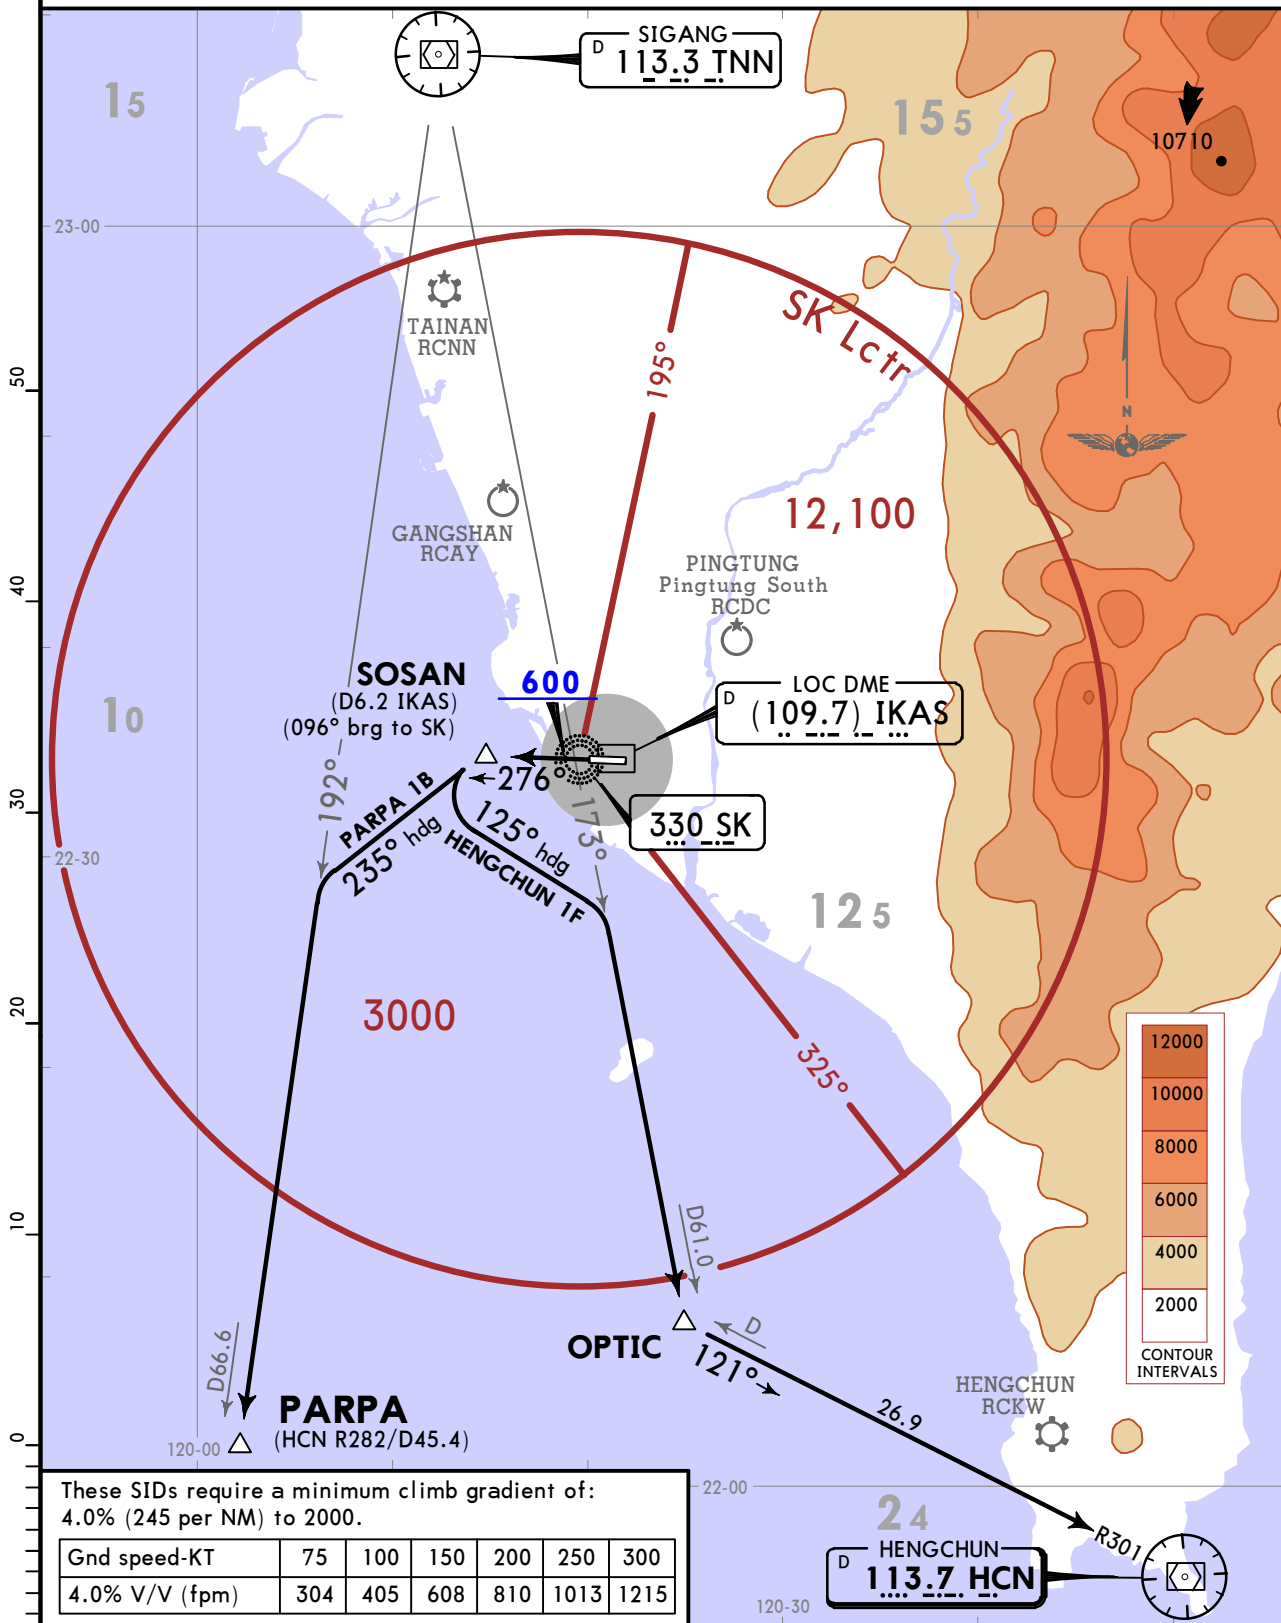 SIGANG
D 113.3 TNN
15
15 5
10710
23-00
TAINAN
RCNN
SK Lctr
195°
N
50
12,100
GANGSHAN
RCAY
PINGTUNG
Pingtung South
RCDC
40
SOSAN
(D6.2 IKAS)
(096° brg to SK)
600
LOC DME
D (109.7) IKAS
10
276°
192°
PARPA 1B
235° hdg
125° hdg
HENGCHUN 1F
173°
330 SK
30
22-30
12 5
3000
20
325°
12000
10000
8000
6000
4000
2000
CONTOUR
INTERVALS
10
D61.0
D66.6
OPTIC
D
121°
26.9
HENGCHUN
RCKW
PARPA
(HCN R282/D45.4)
0
120-00
22-00
24
R301
HENGCHUN
D 113.7 HCN
120-30
These SIDs require a minimum climb gradient of:
4.0% (245 per NM) to 2000.
Gnd speed-KT 75 100 150 200 250 300
4.0% V/V (fpm) 304 405 608 810 1013 1215